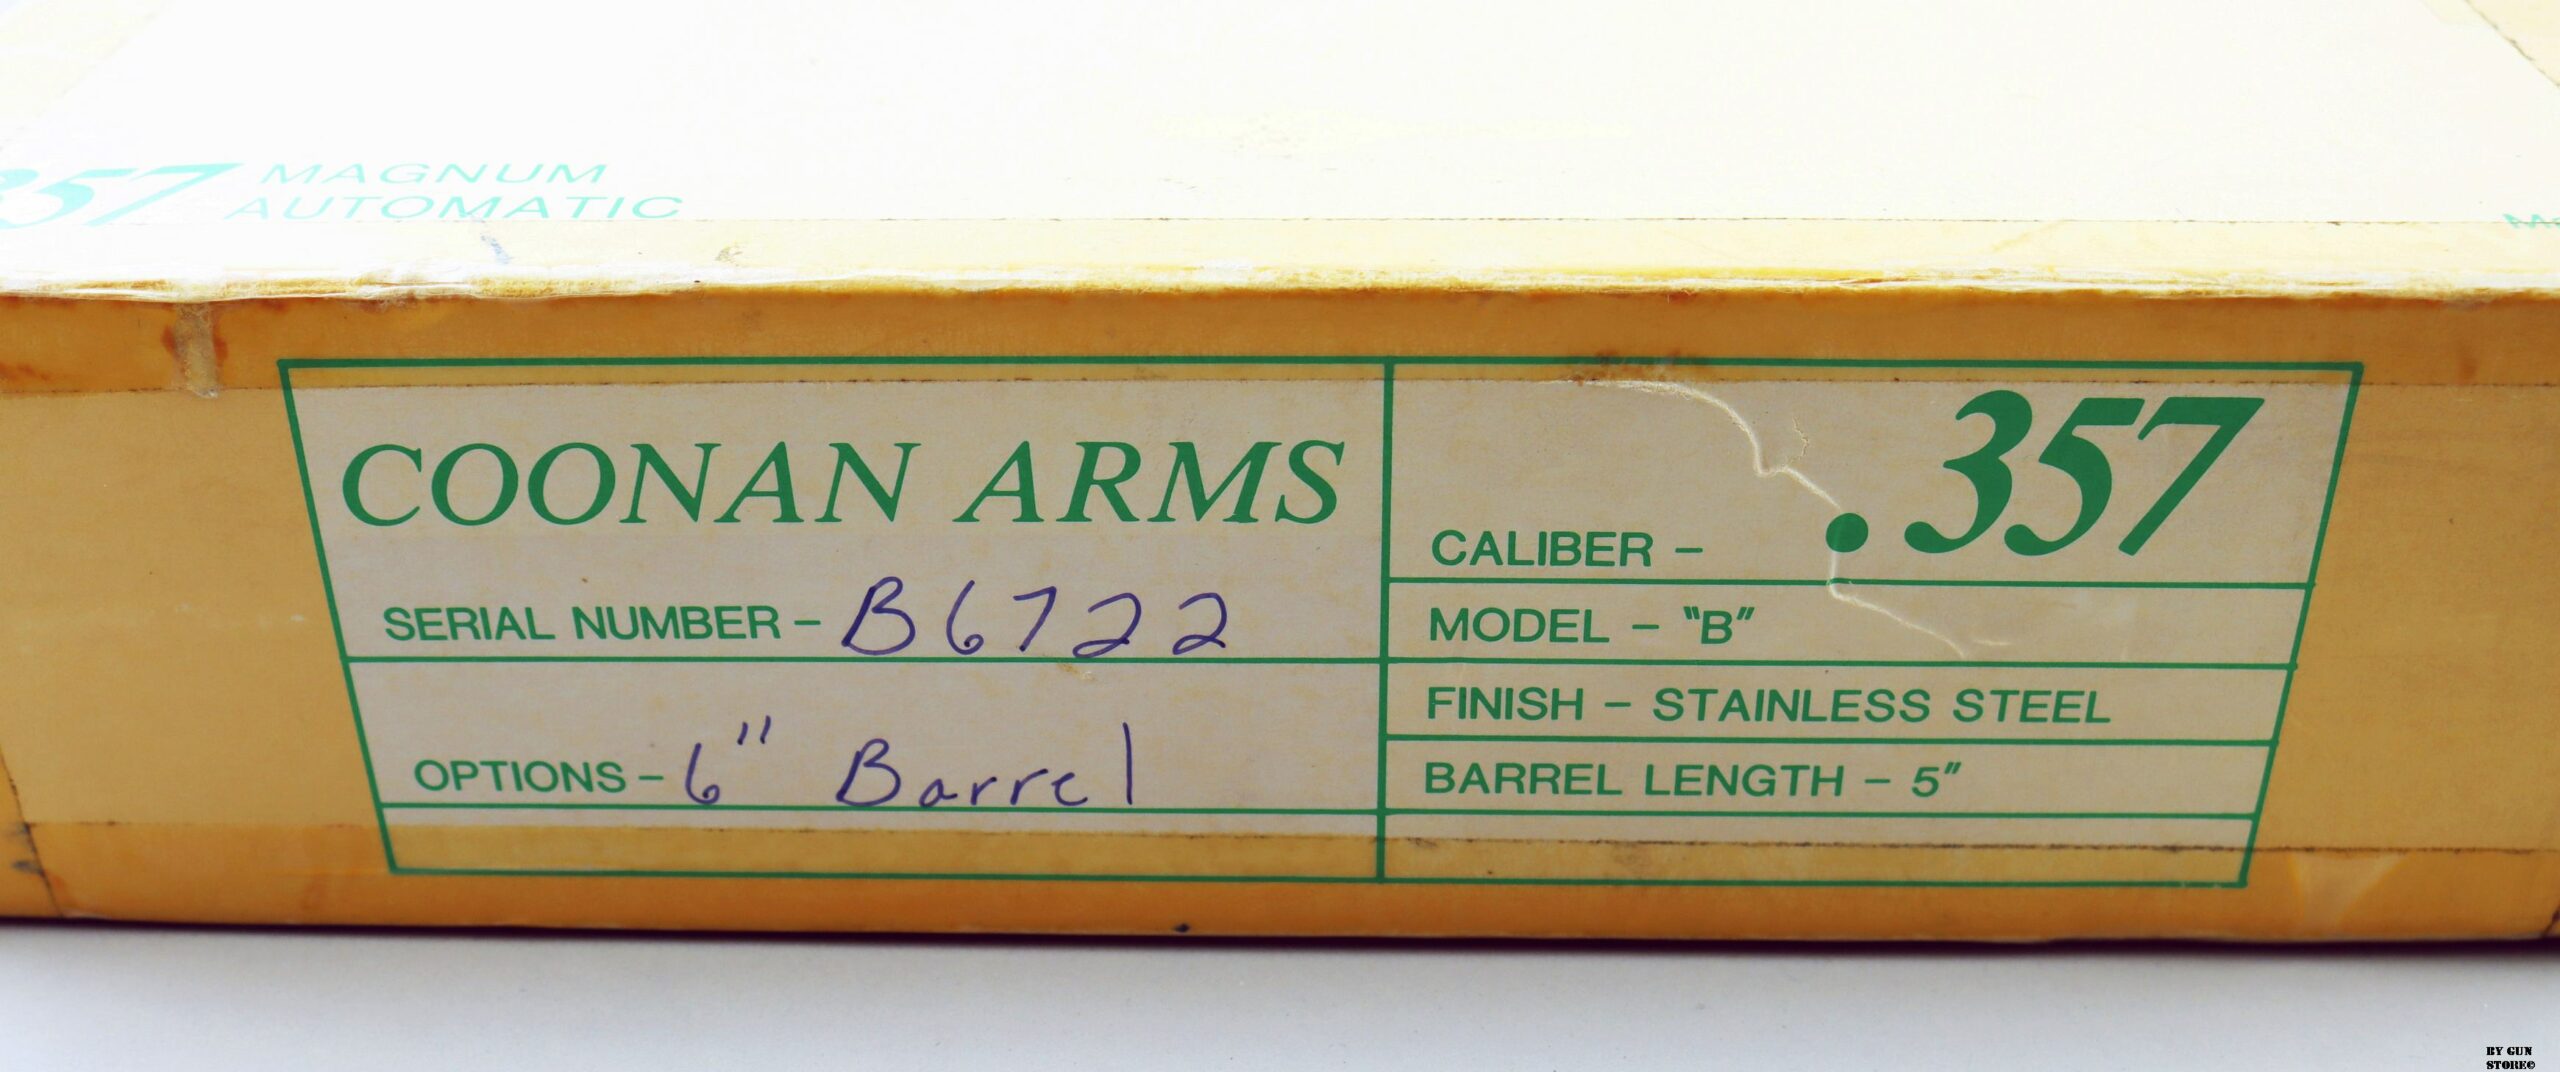 357 MAGNUM
AUTOMATIC
COONAN ARMS
SERIAL NUMBER – B6722
OPTIONS – 6" Barrel
CALIBER – .357
MODEL – "B"
FINISH – STAINLESS STEEL
BARREL LENGTH – 5"
BY GUN
STORE©